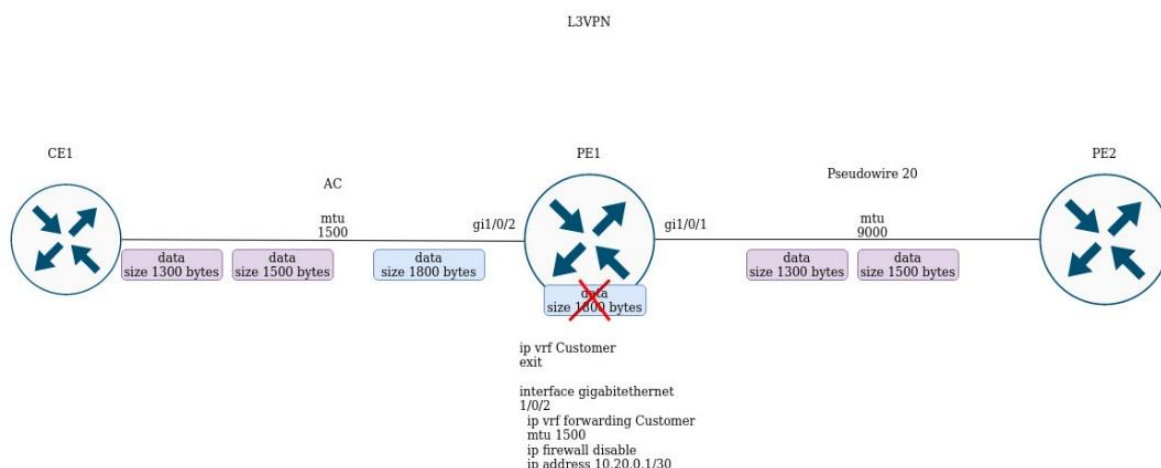 L3VPN
CE1
PE1
PE2
AC
Pseudowire 20
mtu
1500
gi1/0/2
gi1/0/1
mtu
9000
data
size 1300 bytes
data
size 1500 bytes
data
size 1800 bytes
data
size 1800 bytes
data
size 1300 bytes
data
size 1500 bytes
ip vrf Customer
exit
interface gigabitethernet
1/0/2
ip vrf forwarding Customer
mtu 1500
ip firewall disable
ip address 10.20.0.1/30